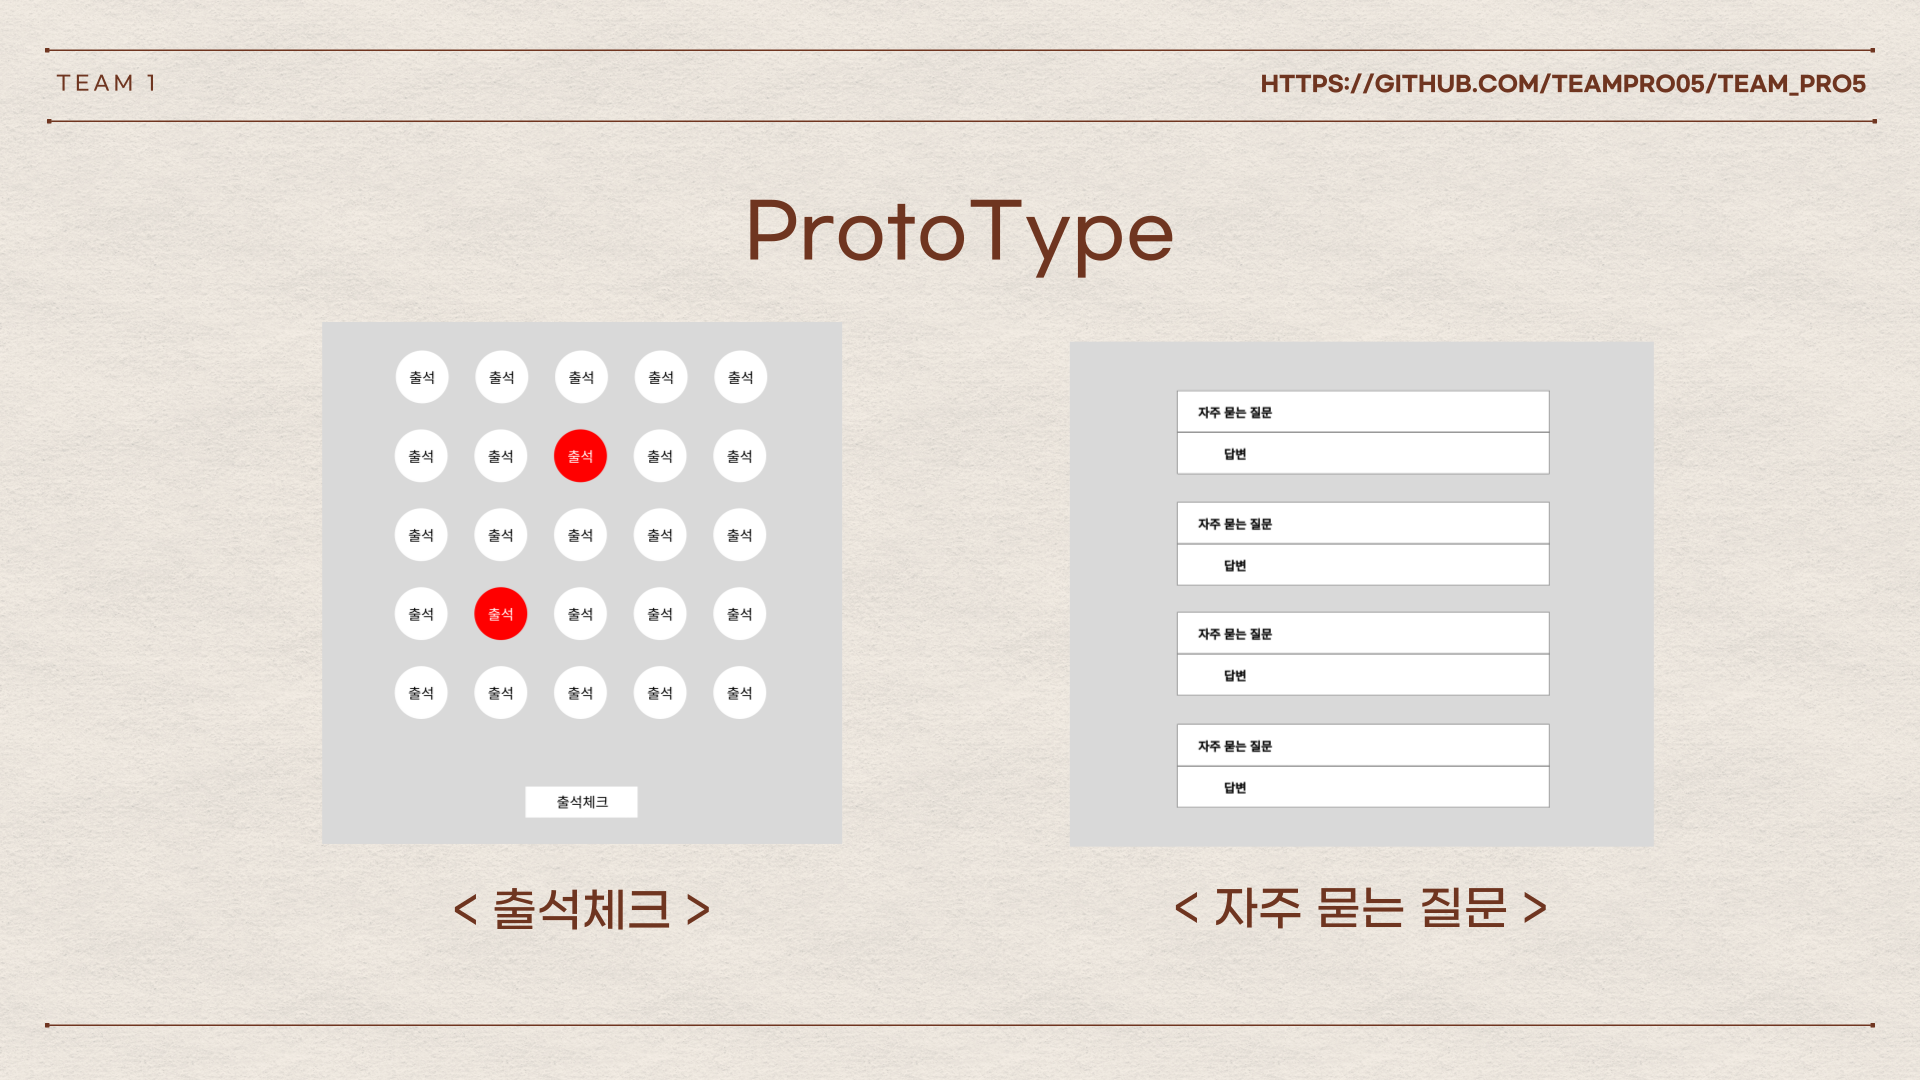 TEAM 1
HTTPS://GITHUB.COM/TEAMPRO05/TEAM_PRO5
ProtoType
출석 출석 출석 출석 출석
출석 출석 출석 출석 출석
출석 출석 출석 출석 출석
출석 출석 출석 출석 출석
출석 출석 출석 출석 출석
출석체크
< 출석체크 >
자주 묻는 질문
답변
자주 묻는 질문
답변
자주 묻는 질문
답변
자주 묻는 질문
답변
< 자주 묻는 질문 >